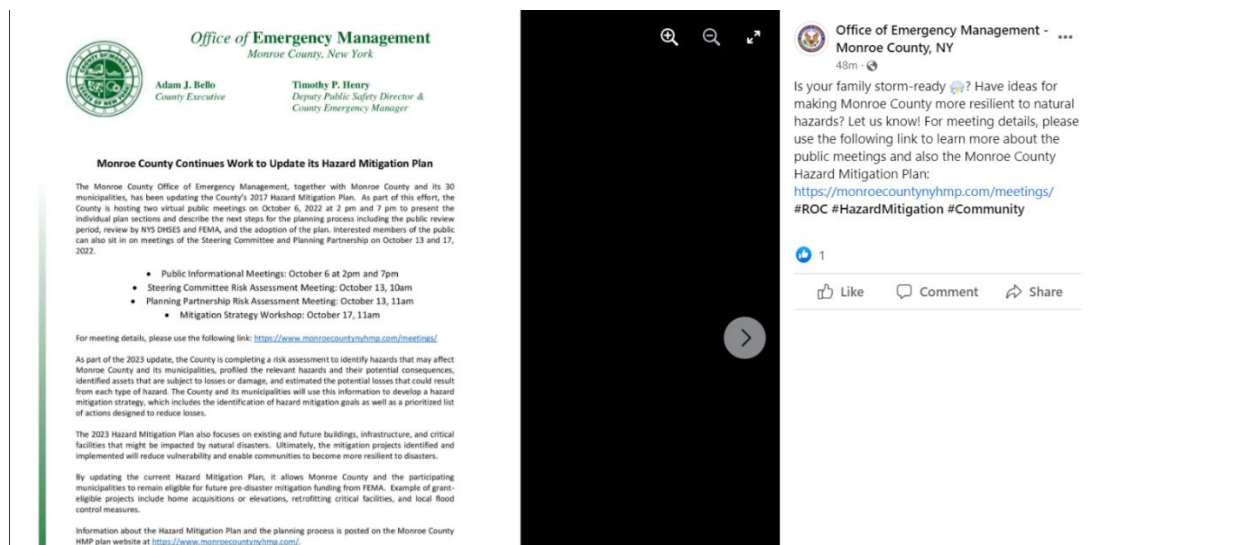 Office of Emergency Management
Monroe County, New York
Adam J. Bello
County Executive
Timothy P. Henry
Deputy Public Safety Director &
County Emergency Manager
Monroe County Continues Work to Update its Hazard Mitigation Plan
The Monroe County Office of Emergency Management, together with Monroe County and its 30
municipalities, has been updating the County's 2017 Hazard Mitigation Plan. As part of this effort, the
County is hosting two virtual public meetings on October 6, 2022 at 2 pm and 7 pm to present the
individual plan sections and describe the next steps for the planning process including the public review
period, review by NYS DHSES and FEMA, and the adoption of the plan. Interested members of the public
can also sit in on meetings of the Steering Committee and Planning Partnership on October 13 and 17,
2022.
• Public Informational Meetings: October 6 at 2pm and 7pm
• Steering Committee Risk Assessment Meeting: October 13, 10am
• Planning Partnership Risk Assessment Meeting: October 13, 11am
• Mitigation Strategy Workshop: October 17, 11am
For meeting details, please use the following link: https://www.monroecountynyhmp.com/meetings/
As part of the 2023 update, the County is completing a risk assessment to identify hazards that may affect
Monroe County and its municipalities, profiled the relevant hazards and their potential consequences,
identified assets that are subject to losses or damage, and estimated the potential losses that could result
from each type of hazard. The County and its municipalities will use this information to develop a hazard
mitigation strategy, which includes the identification of hazard mitigation goals as well as a prioritized list
of actions designed to reduce losses.
The 2023 Hazard Mitigation Plan also focuses on existing and future buildings, infrastructure, and critical
facilities that might be impacted by natural disasters. Ultimately, the mitigation projects identified and
implemented will reduce vulnerability and enable communities to become more resilient to disasters.
By updating the current Hazard Mitigation Plan, it allows Monroe County and the participating
municipalities to remain eligible for future pre-disaster mitigation funding from FEMA. Example of grant-
eligible projects include home acquisitions or elevations, retrofitting critical facilities, and local flood
control measures.
Information about the Hazard Mitigation Plan and the planning process is posted on the Monroe County
HMP plan website at https://www.monroecountynyhmp.com/.
Office of Emergency Management -
Monroe County, NY
48m
Is your family storm-ready ⛈️? Have ideas for
making Monroe County more resilient to natural
hazards? Let us know! For meeting details, please
use the following link to learn more about the
public meetings and also the Monroe County
Hazard Mitigation Plan:
https://monroecountynyhmp.com/meetings/
#ROC #HazardMitigation #Community
1
Like Comment Share